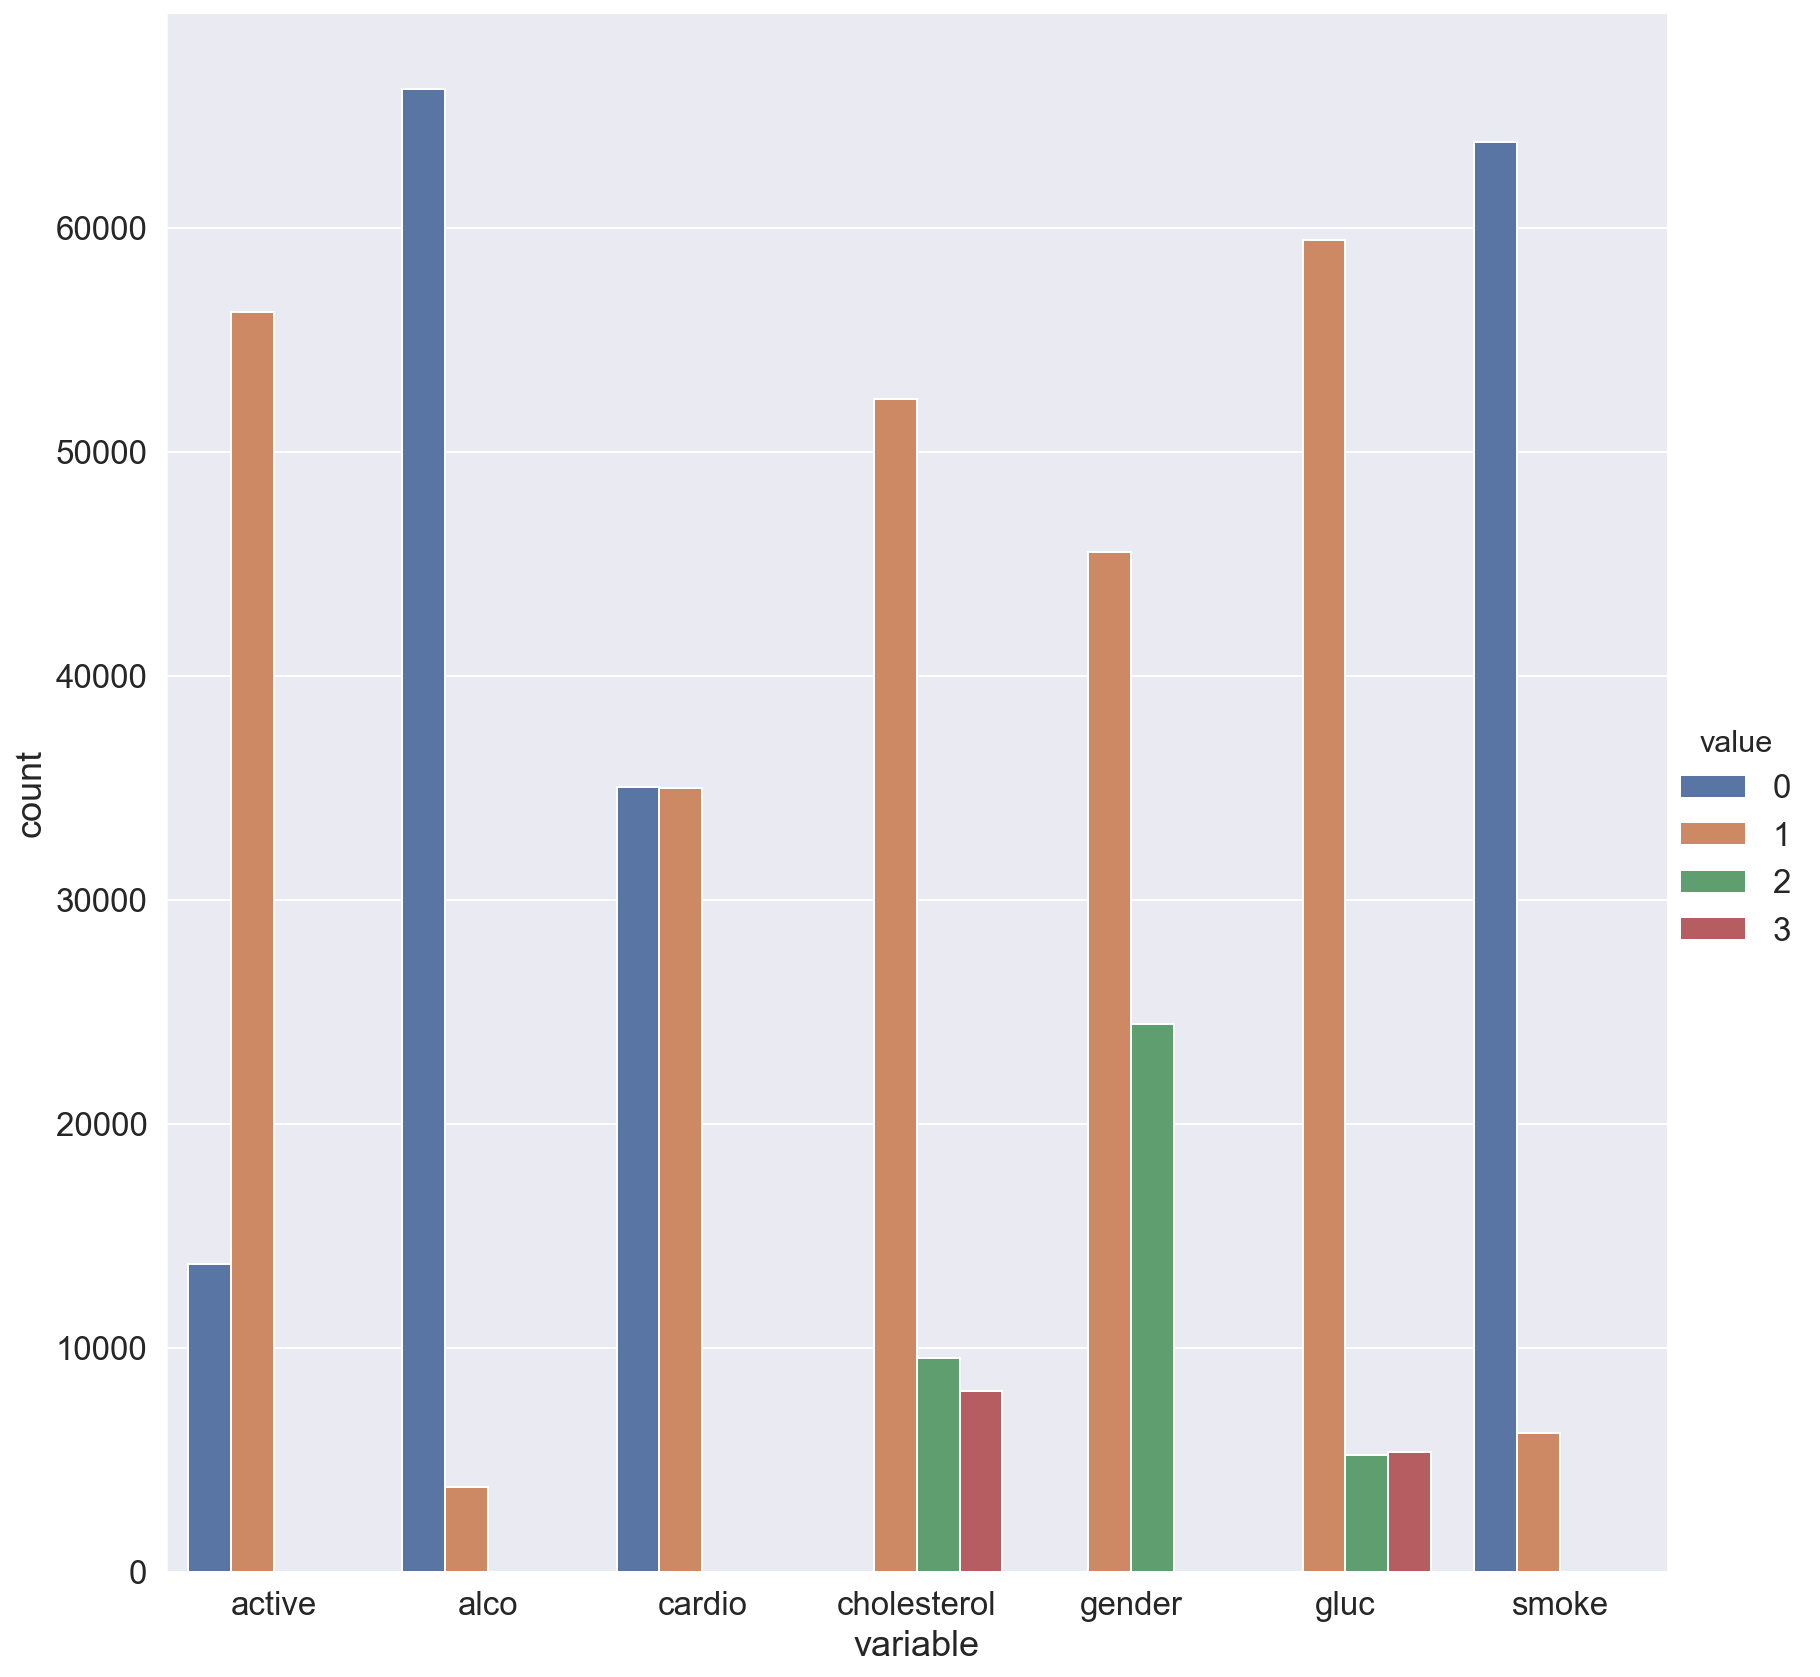 60000
50000
40000
30000
20000
10000
0
count
active alco cardio cholesterol gender gluc smoke
variable
value
0
1
2
3